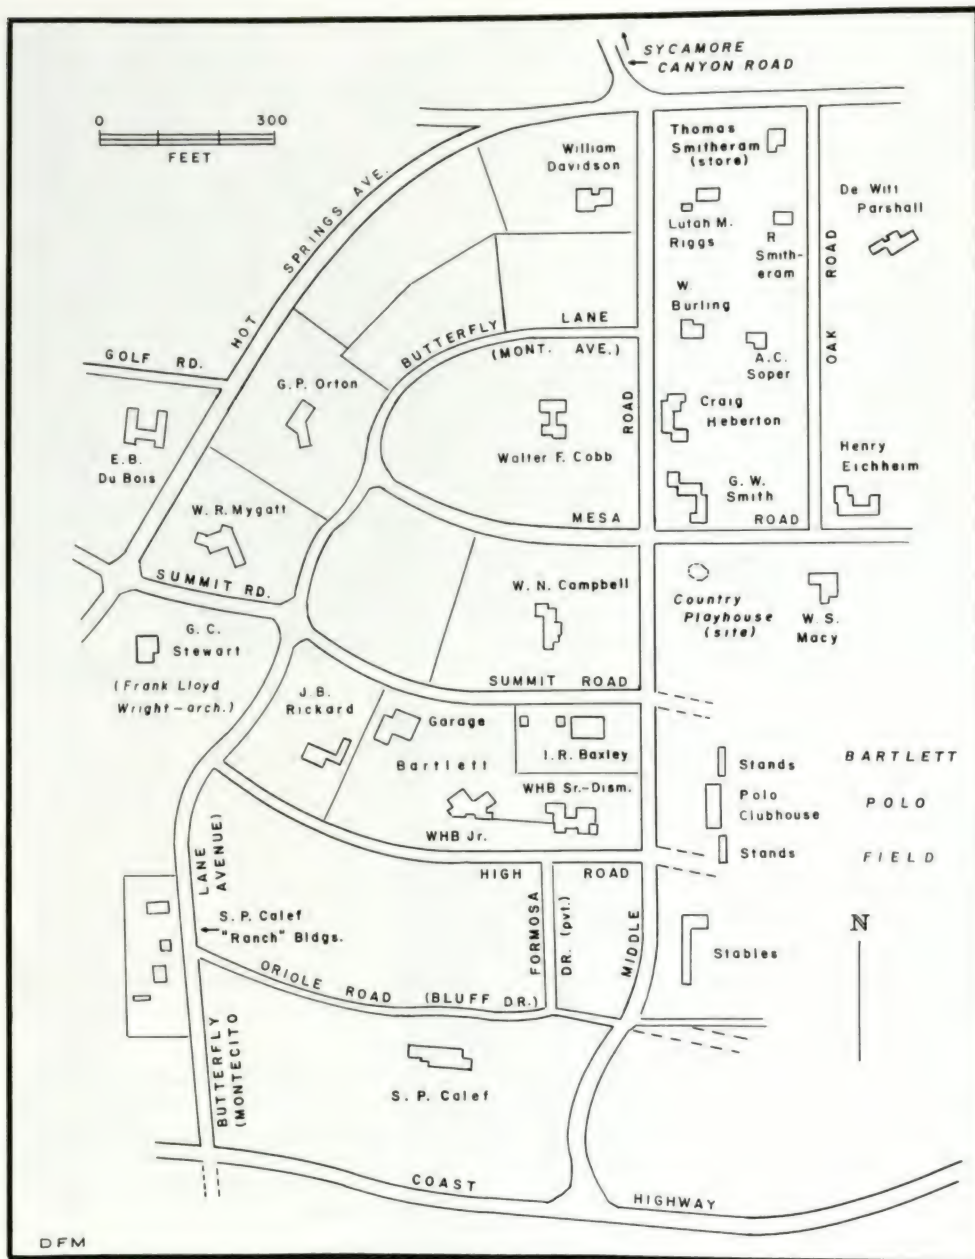 SYCAMORE
CANYON ROAD
0 300
FEET
Thomas
Smitheram
(store)
William
Davidson
De Witt
Parshall
Lutah M.
Riggs
R
Smith-
eram
HOT SPRINGS AVE.
OAK ROAD
W.
Burling
BUTTERFLY LANE
(MONT. AVE.)
A.C.
Soper
GOLF RD.
G.P. Orton
Craig
Heberton
E.B.
Du Bois
Walter F. Cobb
Henry
Eichheim
G. W.
Smith
W. R. Mygatt
MESA ROAD
SUMMIT RD.
W. N. Campbell
Country
Playhouse
(site)
W. S.
Macy
G. C.
Stewart
(Frank Lloyd
Wright-arch.)
SUMMIT ROAD
J. B.
Rickard
Garage
I.R. Baxley
Bartlett
WHB Sr.-Dism.
WHB Jr.
Stands
Polo
Clubhouse
Stands
BARTLETT
POLO
FIELD
HIGH ROAD
FORMOSA
DR. (pvt.)
MIDDLE ROAD
S. P. Calef
"Ranch" Bldgs.
Stables
N
ORIOLE ROAD (BLUFF DR.)
BUTTERFLY LANE
(MONTECITO AVENUE)
S. P. Calef
COAST HIGHWAY
DFM